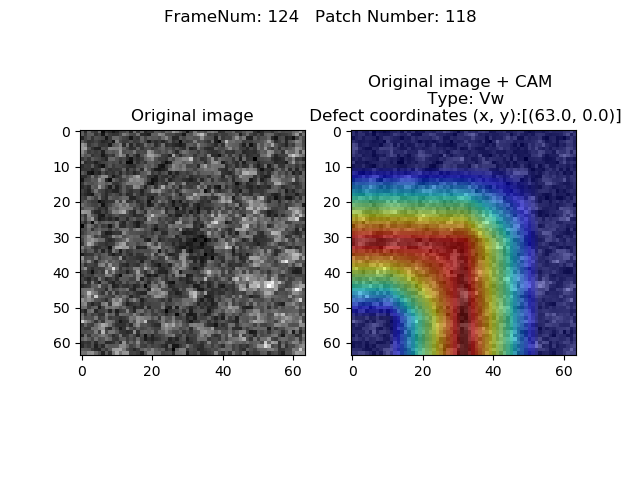 FrameNum: 124   Patch Number: 118
Original image
Original image + CAM
Type: Vw
Defect coordinates (x, y):[(63.0, 0.0)]
0
10
20
30
40
50
60
0 20 40 60
0
10
20
30
40
50
60
0 20 40 60